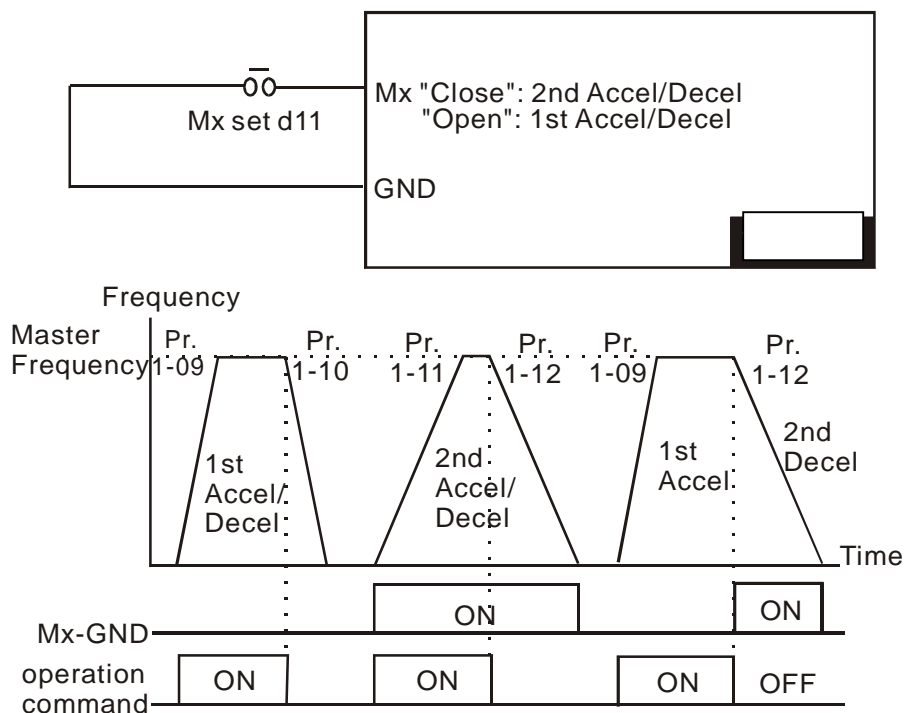 Mx "Close": 2nd Accel/Decel
"Open": 1st Accel/Decel
Mx set d11
GND
Frequency
Master
Frequency
Pr.
1-09
Pr.
1-10
Pr.
1-11
Pr.
1-12
Pr.
1-09
Pr.
1-12
1st
Accel/
Decel
2nd
Accel/
Decel
1st
Accel
2nd
Decel
Time
Mx-GND
ON
ON
operation
command
ON
ON
ON
OFF